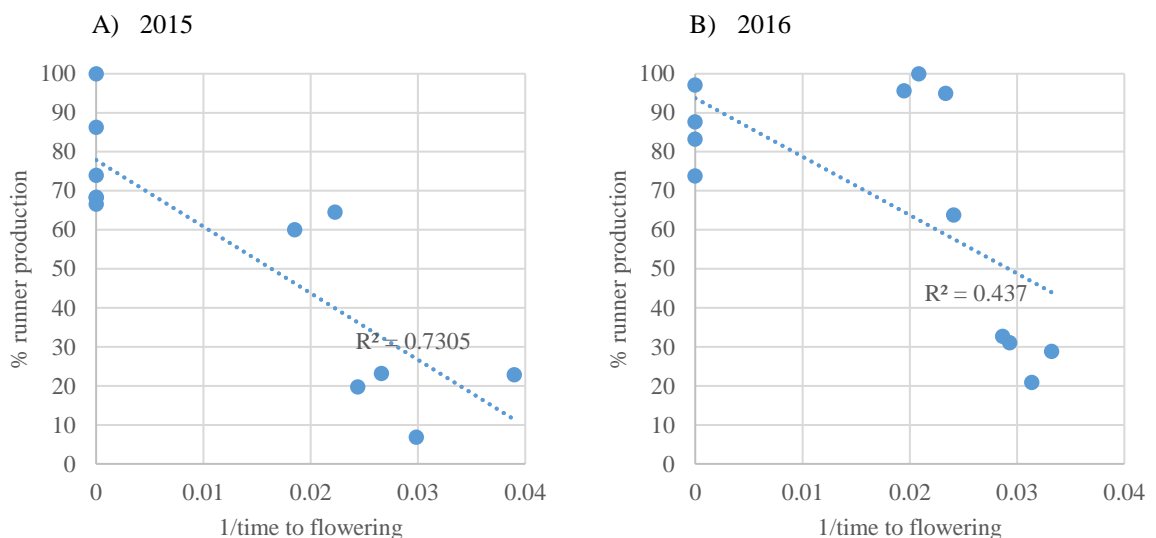 A) 2015
% runner production
100
90
80
70
60
50
40
30
20
10
0
R² = 0.7305
0 0.01 0.02 0.03 0.04
1/time to flowering
B) 2016
% runner production
100
90
80
70
60
50
40
30
20
10
0
R² = 0.437
0 0.01 0.02 0.03 0.04
1/time to flowering